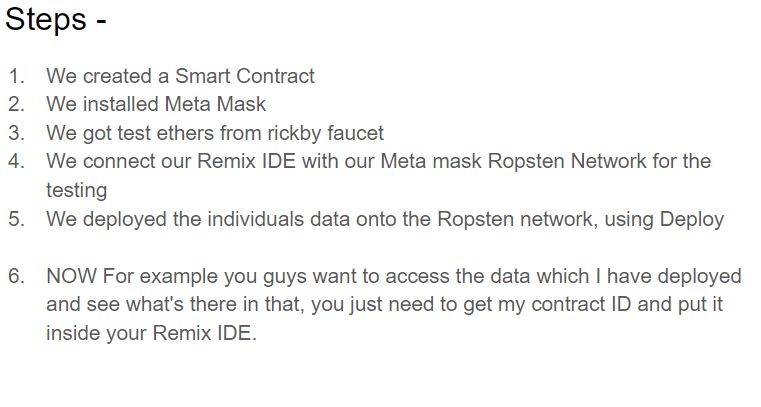 Steps -
1. We created a Smart Contract
2. We installed Meta Mask
3. We got test ethers from rickby faucet
4. We connect our Remix IDE with our Meta mask Ropsten Network for the
testing
5. We deployed the individuals data onto the Ropsten network, using Deploy
6. NOW For example you guys want to access the data which I have deployed
and see what's there in that, you just need to get my contract ID and put it
inside your Remix IDE.